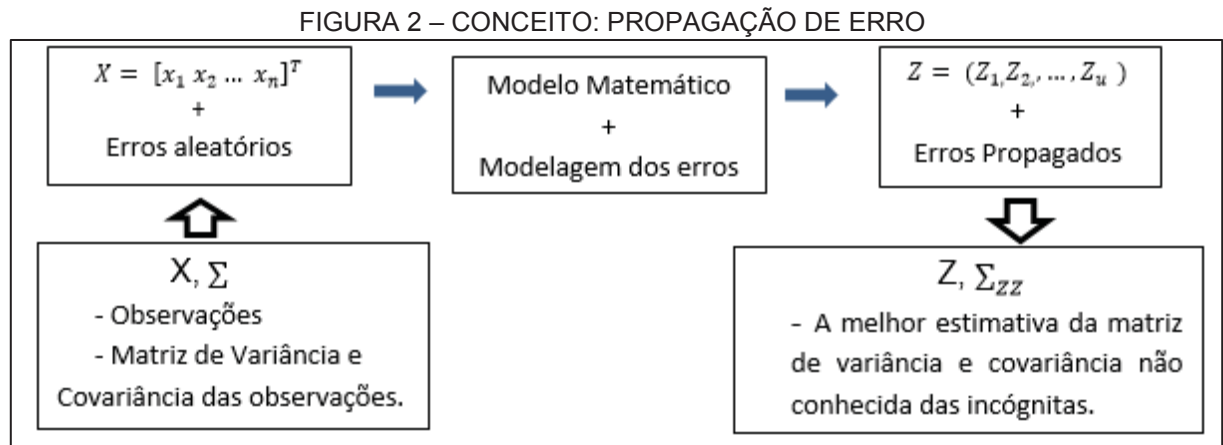 FIGURA 2 – CONCEITO: PROPAGAÇÃO DE ERRO
X = [x₁ x₂ ... xₙ]ᵀ
+
Erros aleatórios
Modelo Matemático
+
Modelagem dos erros
Z = (Z₁,Z₂, ... , Zᵤ )
+
Erros Propagados
X, ∑
- Observações
- Matriz de Variância e
Covariância das observações.
Z, ∑_ZZ
- A melhor estimativa da matriz
de variância e covariância não
conhecida das incógnitas.